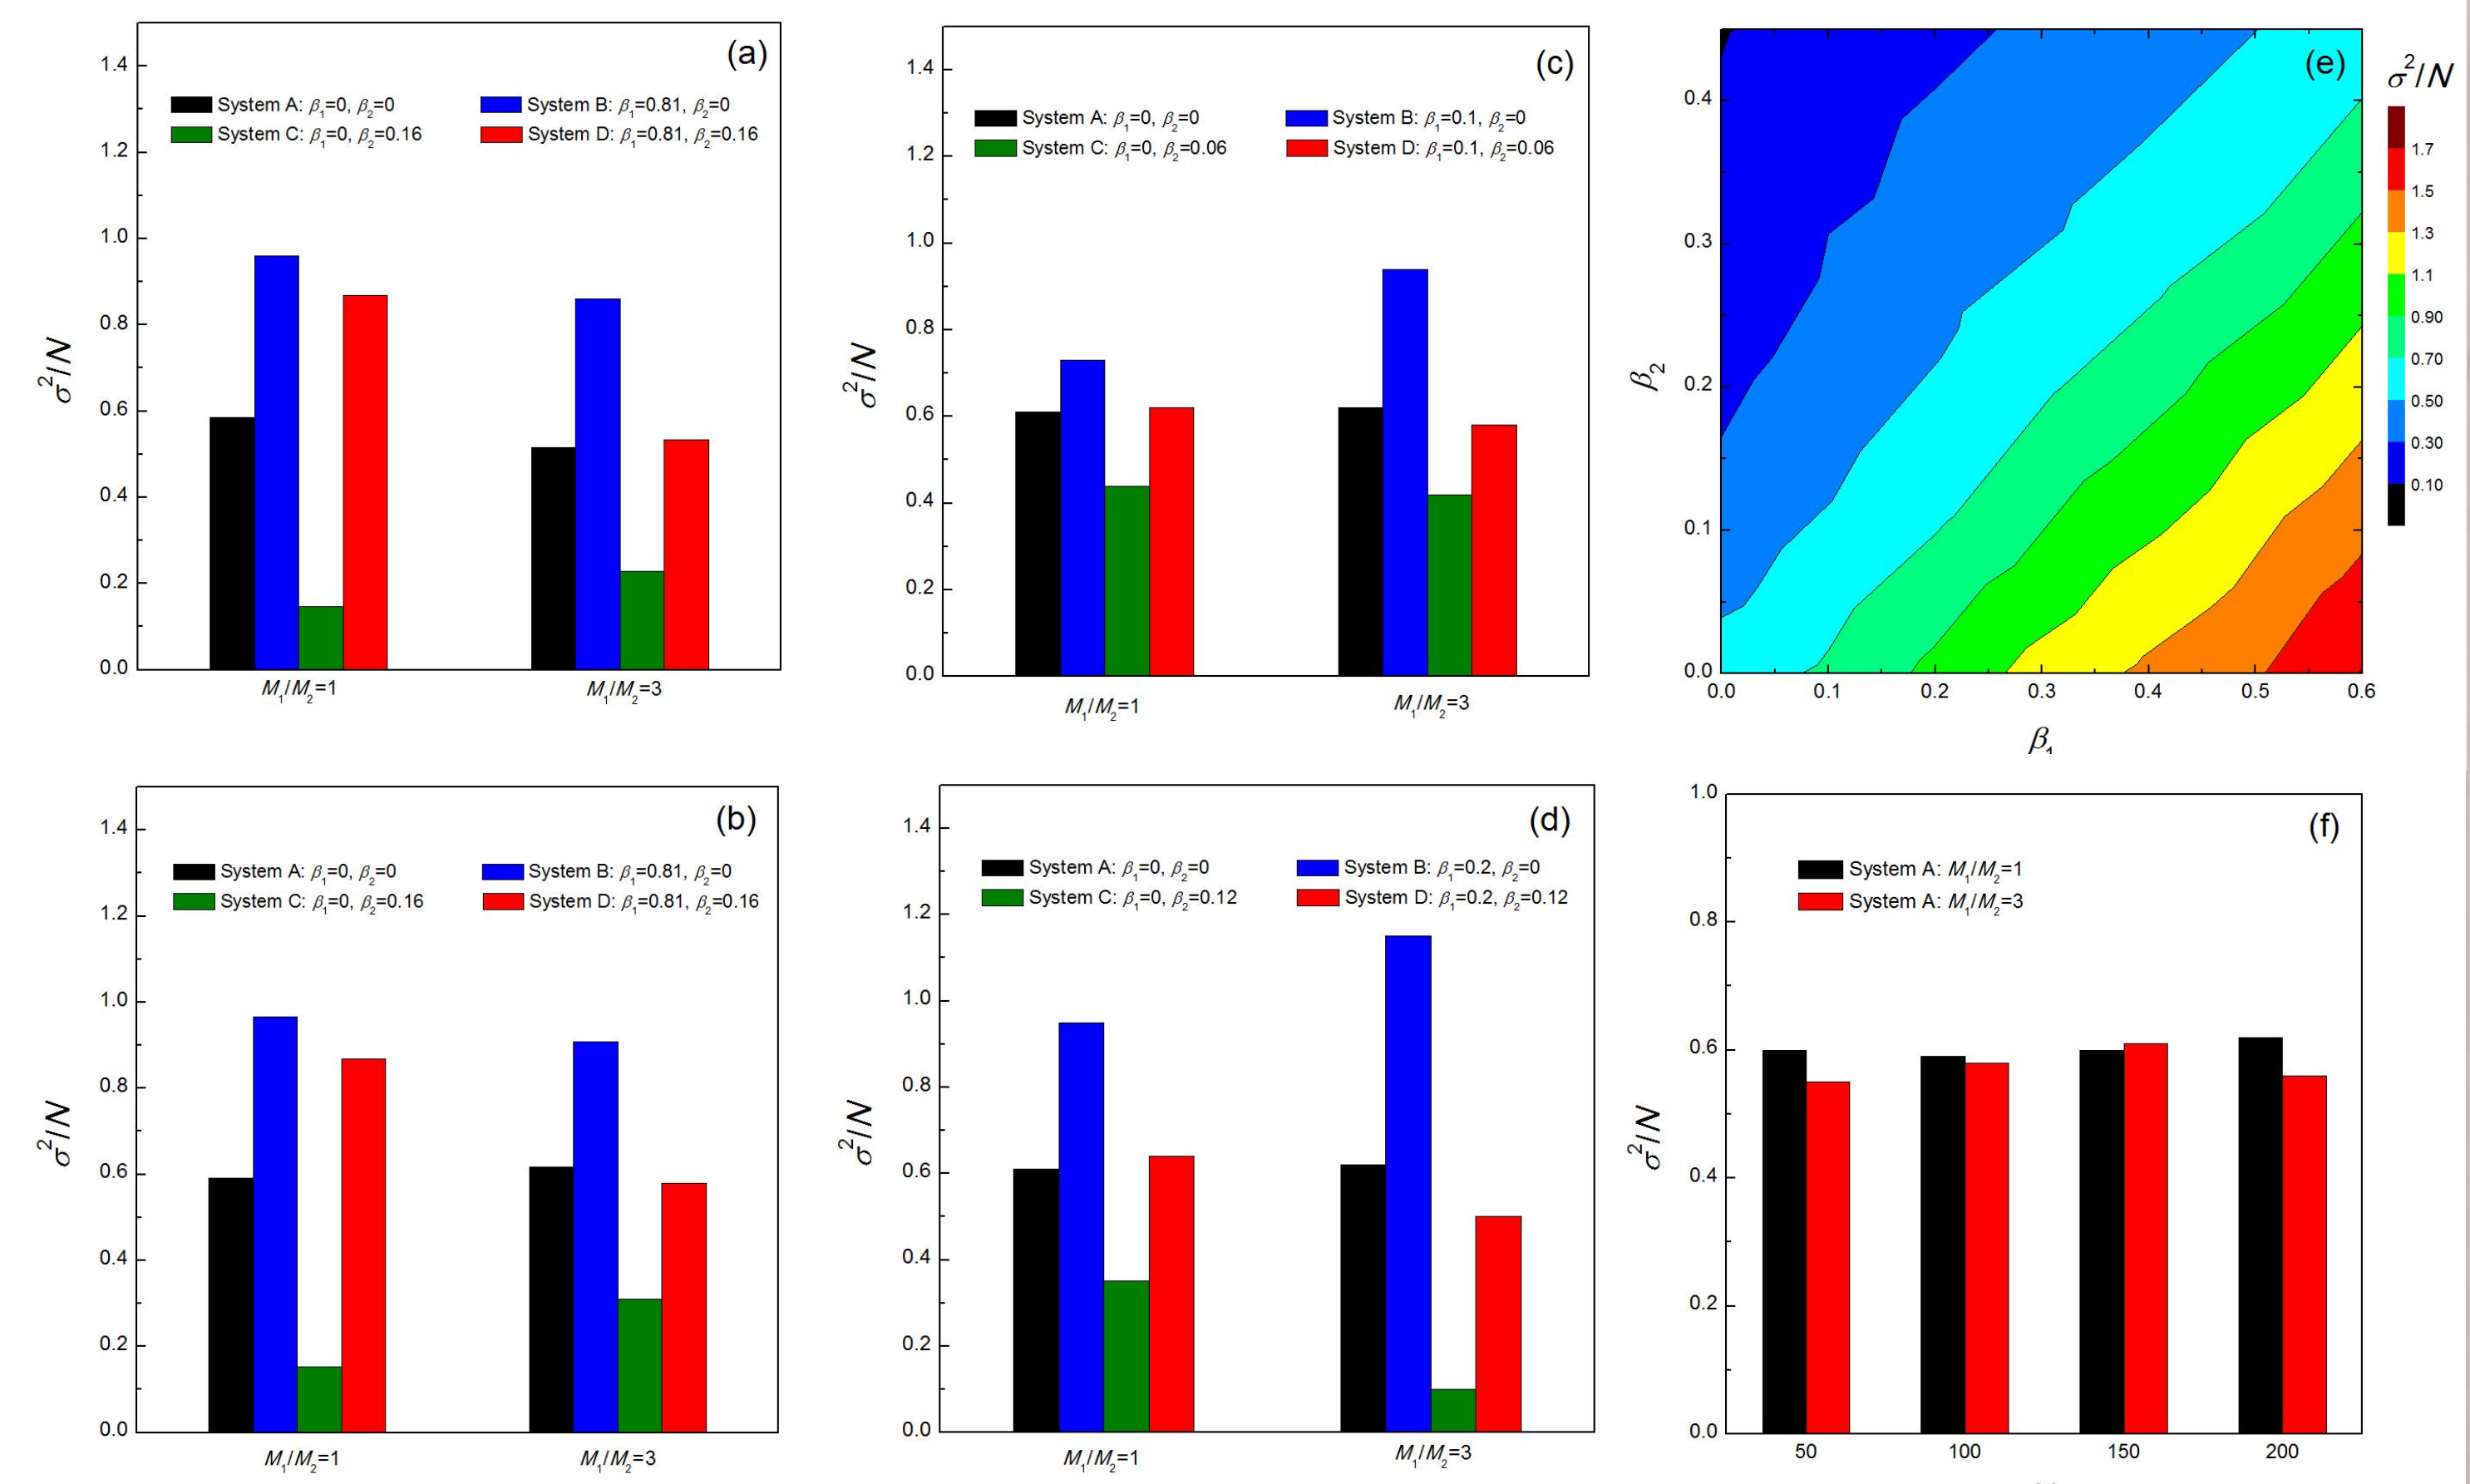 (a)
1.4
System A: β₁=0, β₂=0 System B: β₁=0.81, β₂=0
System C: β₁=0, β₂=0.16 System D: β₁=0.81, β₂=0.16
1.2
1.0
0.8
0.6
0.4
0.2
0.0
σ²/N
M₁/M₂=1 M₁/M₂=3
(c)
1.4
System A: β₁=0, β₂=0 System B: β₁=0.1, β₂=0
System C: β₁=0, β₂=0.06 System D: β₁=0.1, β₂=0.06
1.2
1.0
0.8
0.6
0.4
0.2
0.0
σ²/N
M₁/M₂=1 M₁/M₂=3
(e)
0.4
0.3
0.2
0.1
0.0
β₂
0.0 0.1 0.2 0.3 0.4 0.5 0.6
β₁
σ²/N
1.7
1.5
1.3
1.1
0.90
0.70
0.50
0.30
0.10
(b)
1.4
System A: β₁=0, β₂=0 System B: β₁=0.81, β₂=0
System C: β₁=0, β₂=0.16 System D: β₁=0.81, β₂=0.16
1.2
1.0
0.8
0.6
0.4
0.2
0.0
σ²/N
M₁/M₂=1 M₁/M₂=3
(d)
1.4
System A: β₁=0, β₂=0 System B: β₁=0.2, β₂=0
System C: β₁=0, β₂=0.12 System D: β₁=0.2, β₂=0.12
1.2
1.0
0.8
0.6
0.4
0.2
0.0
σ²/N
M₁/M₂=1 M₁/M₂=3
(f)
1.0
System A: M₁/M₂=1
System A: M₁/M₂=3
0.8
0.6
0.4
0.2
0.0
σ²/N
50 100 150 200